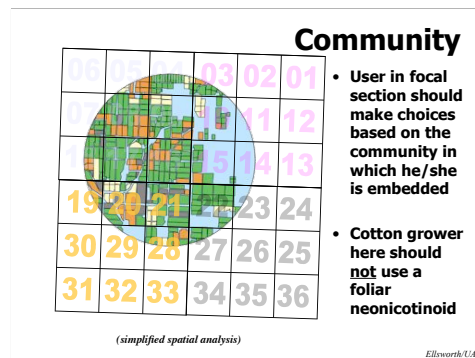 Community
06 05 04 03 02 01
07 11 12
15 14 13
19 20 21 22 23 24
30 29 28 27 26 25
31 32 33 34 35 36
• User in focal
section should
make choices
based on the
community in
which he/she
is embedded
• Cotton grower
here should
not use a
foliar
neonicotinoid
(simplified spatial analysis)
Ellsworth/UA